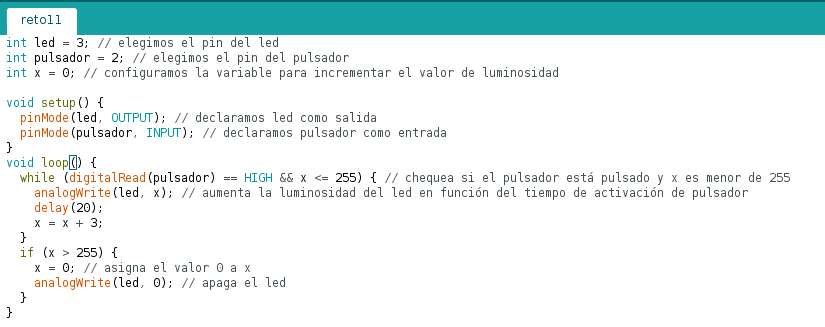 reto11
int led = 3; // elegimos el pin del led
int pulsador = 2; // elegimos el pin del pulsador
int x = 0; // configuramos la variable para incrementar el valor de luminosidad
void setup() {
pinMode(led, OUTPUT); // declaramos led como salida
pinMode(pulsador, INPUT); // declaramos pulsador como entrada
}
void loop() {
while (digitalRead(pulsador) == HIGH && x <= 255) { // chequea si el pulsador está pulsado y x es menor de 255
analogWrite(led, x); // aumenta la luminosidad del led en función del tiempo de activación de pulsador
delay(20);
x = x + 3;
}
if (x > 255) {
x = 0; // asigna el valor 0 a x
analogWrite(led, 0); // apaga el led
}
}